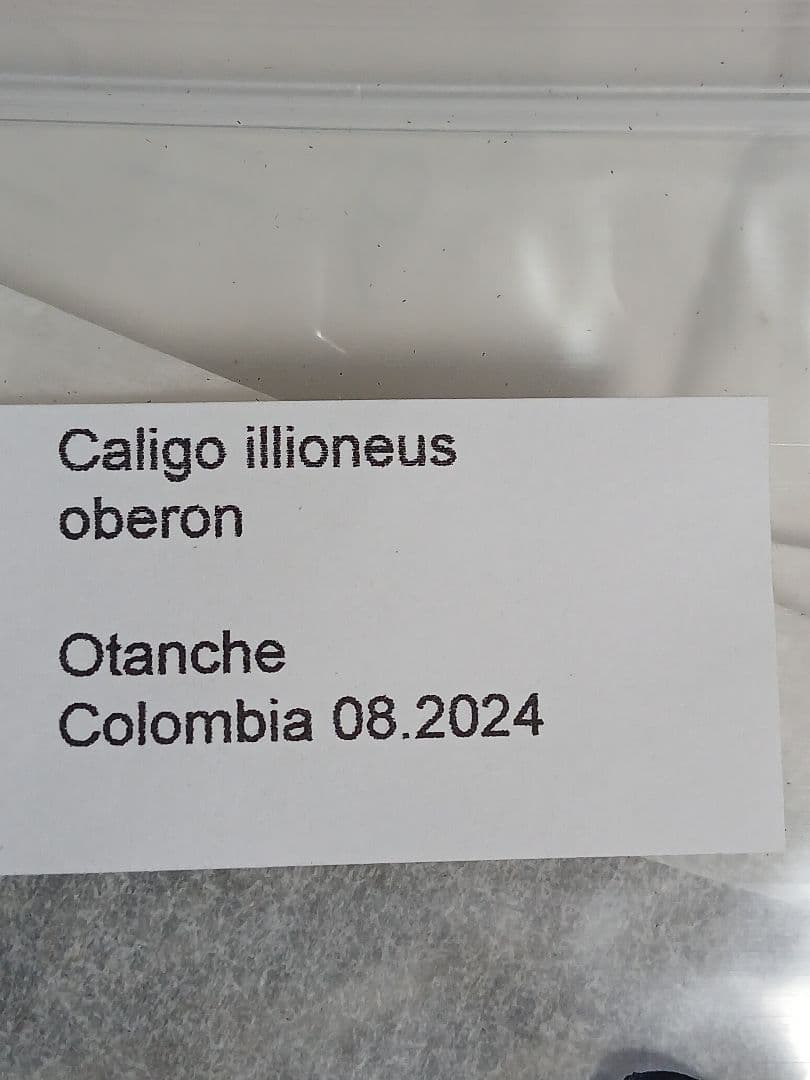 Caligo illioneus
oberon
Otanche
Colombia 08.2024